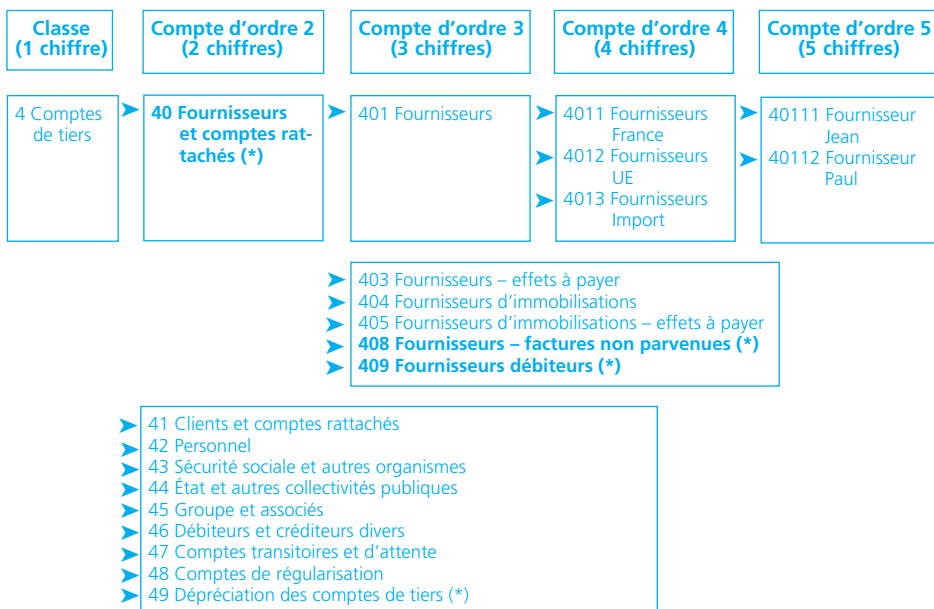 Classe
(1 chiffre)
Compte d'ordre 2
(2 chiffres)
Compte d'ordre 3
(3 chiffres)
Compte d'ordre 4
(4 chiffres)
Compte d'ordre 5
(5 chiffres)
4 Comptes
de tiers
40 Fournisseurs
et comptes rat-
tachés (*)
401 Fournisseurs
4011 Fournisseurs
France
4012 Fournisseurs
UE
4013 Fournisseurs
Import
40111 Fournisseur
Jean
40112 Fournisseur
Paul
403 Fournisseurs – effets à payer
404 Fournisseurs d'immobilisations
405 Fournisseurs d'immobilisations – effets à payer
408 Fournisseurs – factures non parvenues (*)
409 Fournisseurs débiteurs (*)
41 Clients et comptes rattachés
42 Personnel
43 Sécurité sociale et autres organismes
44 État et autres collectivités publiques
45 Groupe et associés
46 Débiteurs et créditeurs divers
47 Comptes transitoires et d'attente
48 Comptes de régularisation
49 Dépréciation des comptes de tiers (*)